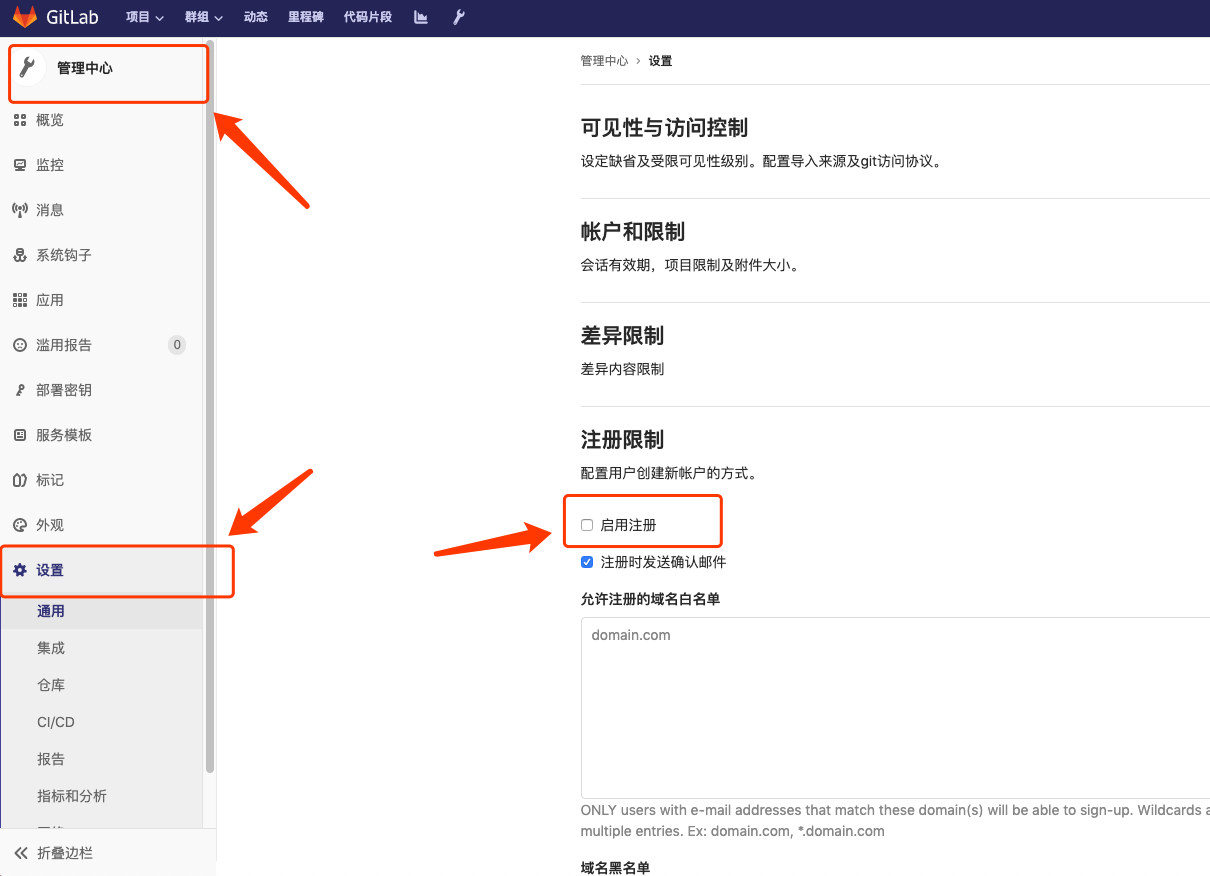 GitLab 项目 群组 动态 里程碑 代码片段
管理中心
概览
监控
消息
系统钩子
应用
滥用报告 0
部署密钥
服务模板
标记
外观
设置
通用
集成
仓库
CI/CD
报告
指标和分析
折叠边栏
管理中心 › 设置
可见性与访问控制
设定缺省及受限可见性级别。配置导入来源及git访问协议。
帐户和限制
会话有效期，项目限制及附件大小。
差异限制
差异内容限制
注册限制
配置用户创建新帐户的方式。
启用注册
注册时发送确认邮件
允许注册的域名白名单
domain.com
ONLY users with e-mail addresses that match these domain(s) will be able to sign-up. Wildcards a
multiple entries. Ex: domain.com, *.domain.com
域名黑名单